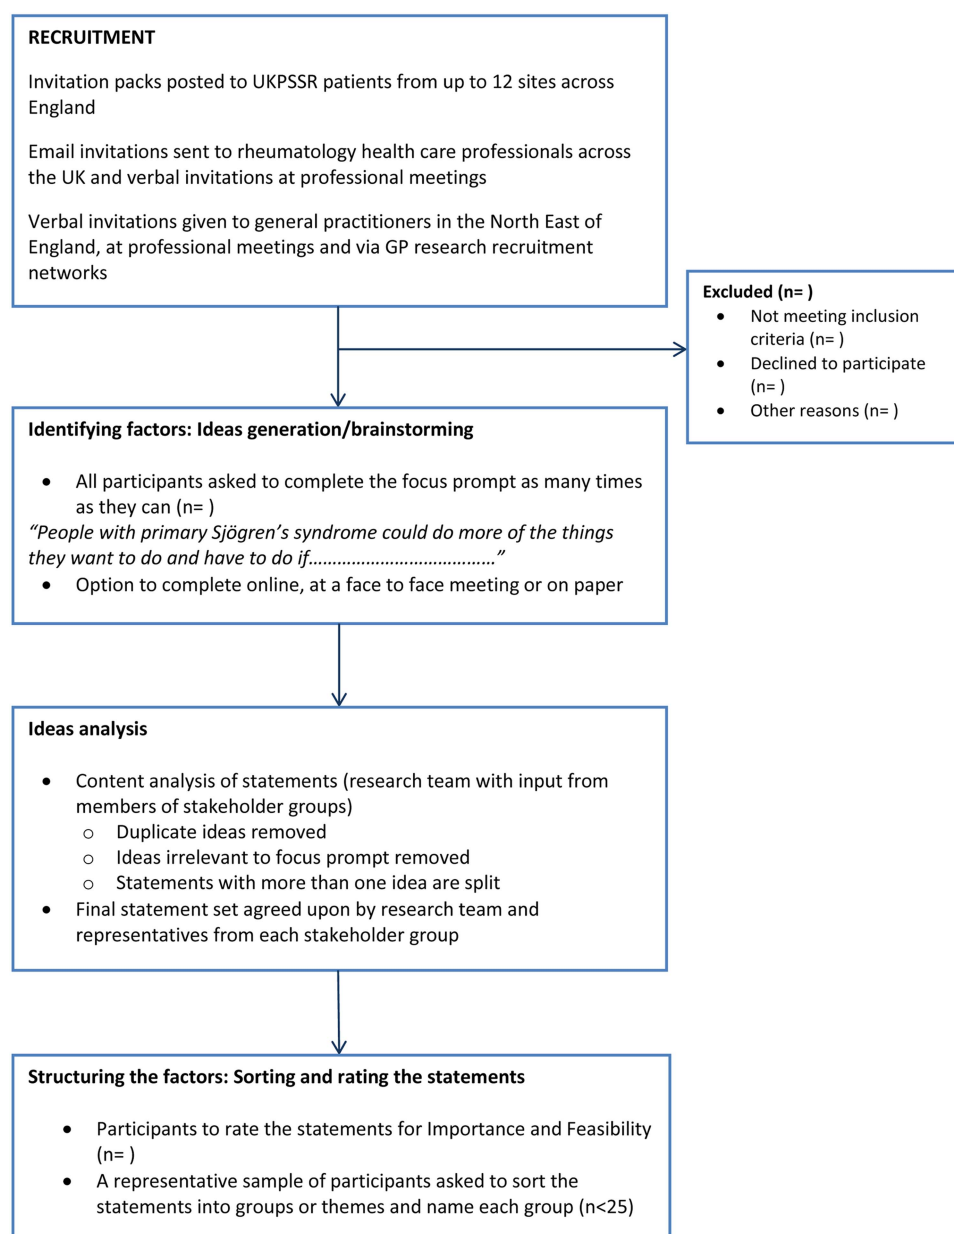 RECRUITMENT
Invitation packs posted to UKPSSR patients from up to 12 sites across
England
Email invitations sent to rheumatology health care professionals across
the UK and verbal invitations at professional meetings
Verbal invitations given to general practitioners in the North East of
England, at professional meetings and via GP research recruitment
networks
Excluded (n= )
• Not meeting inclusion
criteria (n= )
• Declined to participate
(n= )
• Other reasons (n= )
Identifying factors: Ideas generation/brainstorming
• All participants asked to complete the focus prompt as many times
as they can (n= )
“People with primary Sjögren’s syndrome could do more of the things
they want to do and have to do if………………………………”
• Option to complete online, at a face to face meeting or on paper
Ideas analysis
• Content analysis of statements (research team with input from
members of stakeholder groups)
o Duplicate ideas removed
o Ideas irrelevant to focus prompt removed
o Statements with more than one idea are split
• Final statement set agreed upon by research team and
representatives from each stakeholder group
Structuring the factors: Sorting and rating the statements
• Participants to rate the statements for Importance and Feasibility
(n= )
• A representative sample of participants asked to sort the
statements into groups or themes and name each group (n<25)